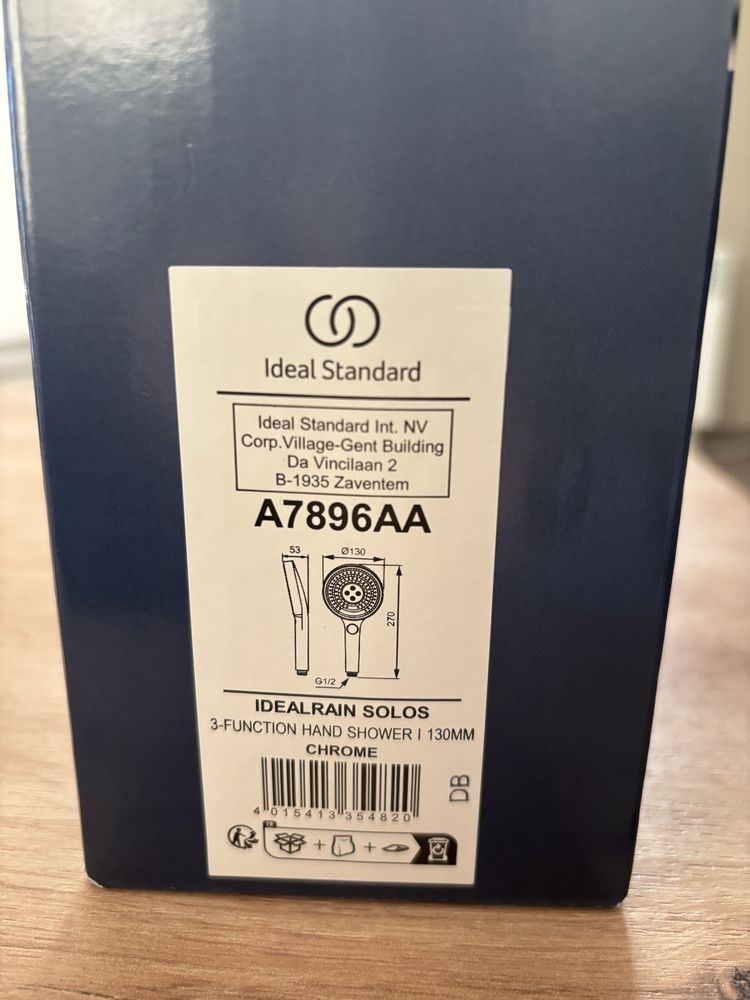 Ideal Standard
Ideal Standard Int. NV
Corp.Village-Gent Building
Da Vincilaan 2
B-1935 Zaventem
A7896AA
53
Ø130
270
G1/2
IDEALRAIN SOLOS
3-FUNCTION HAND SHOWER I 130MM
CHROME
4 015413 354820
DB
FR
+ +